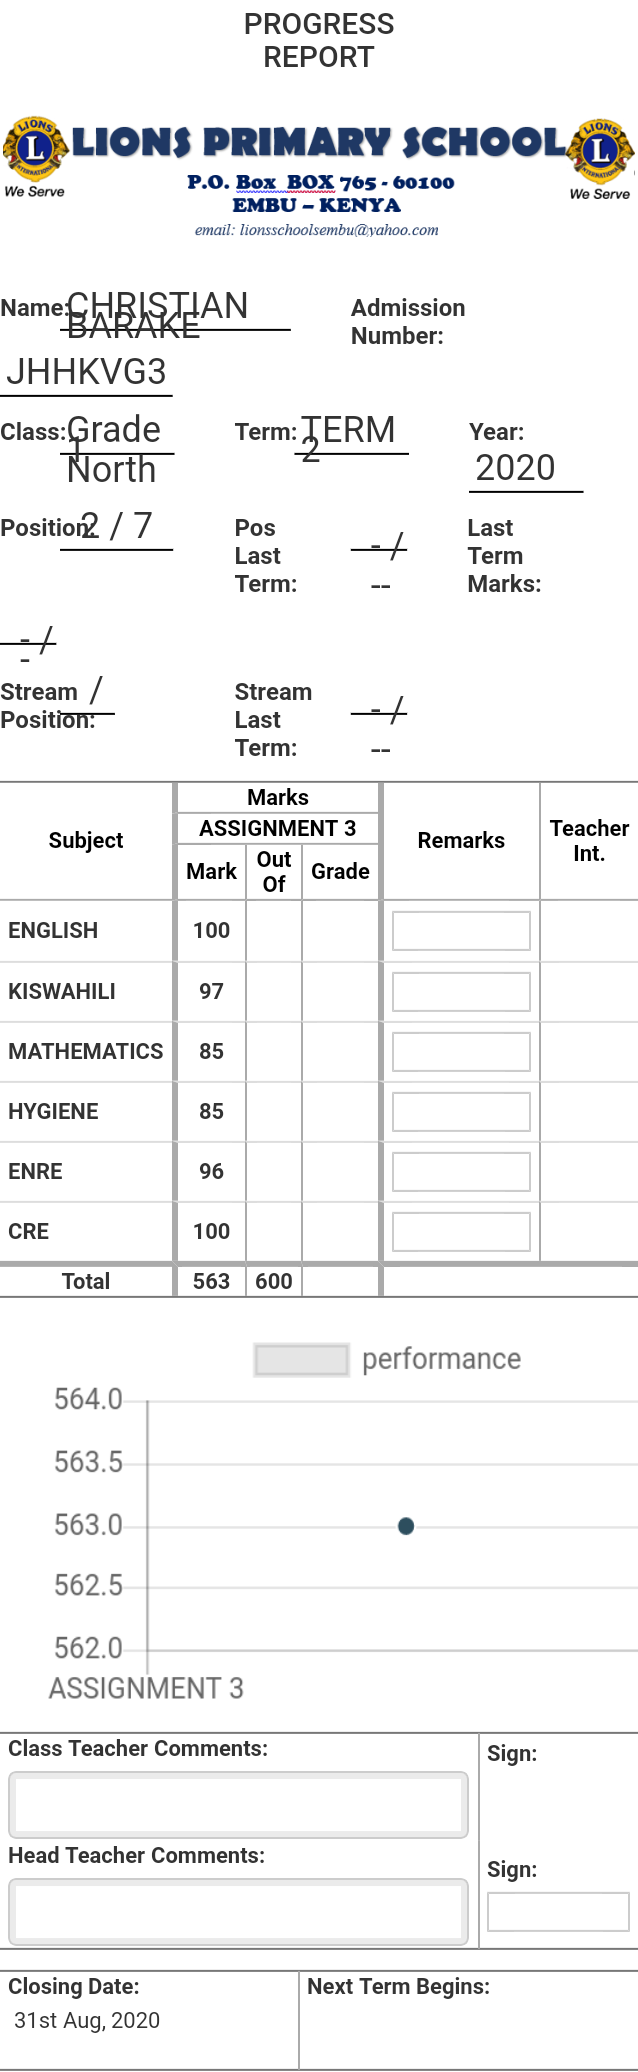 PROGRESS
REPORT
LIONS
L
INTERNATIONAL
We Serve
LIONS PRIMARY SCHOOL
P.O. Box BOX 765 - 60100
EMBU – KENYA
email: lionsschoolsembu@yahoo.com
LIONS
L
INTERNATIONAL
We Serve
Name: CHRISTIAN
BARAKE
Admission
Number:
JHHKVG3
Class: Grade
1
North
Term: TERM
2
Year:
2020
Position: 2 / 7
Pos
Last
Term:
- /
--
Last
Term
Marks:
- /
-
Stream
Position: /
Stream
Last
Term:
- /
--
Subject Marks Remarks Teacher
Int.
ASSIGNMENT 3
Mark Out
Of Grade
ENGLISH 100
KISWAHILI 97
MATHEMATICS 85
HYGIENE 85
ENRE 96
CRE 100
Total 563 600
performance
564.0
563.5
563.0
562.5
562.0
ASSIGNMENT 3
Class Teacher Comments:
Sign:
Head Teacher Comments:
Sign:
Closing Date:
31st Aug, 2020
Next Term Begins: